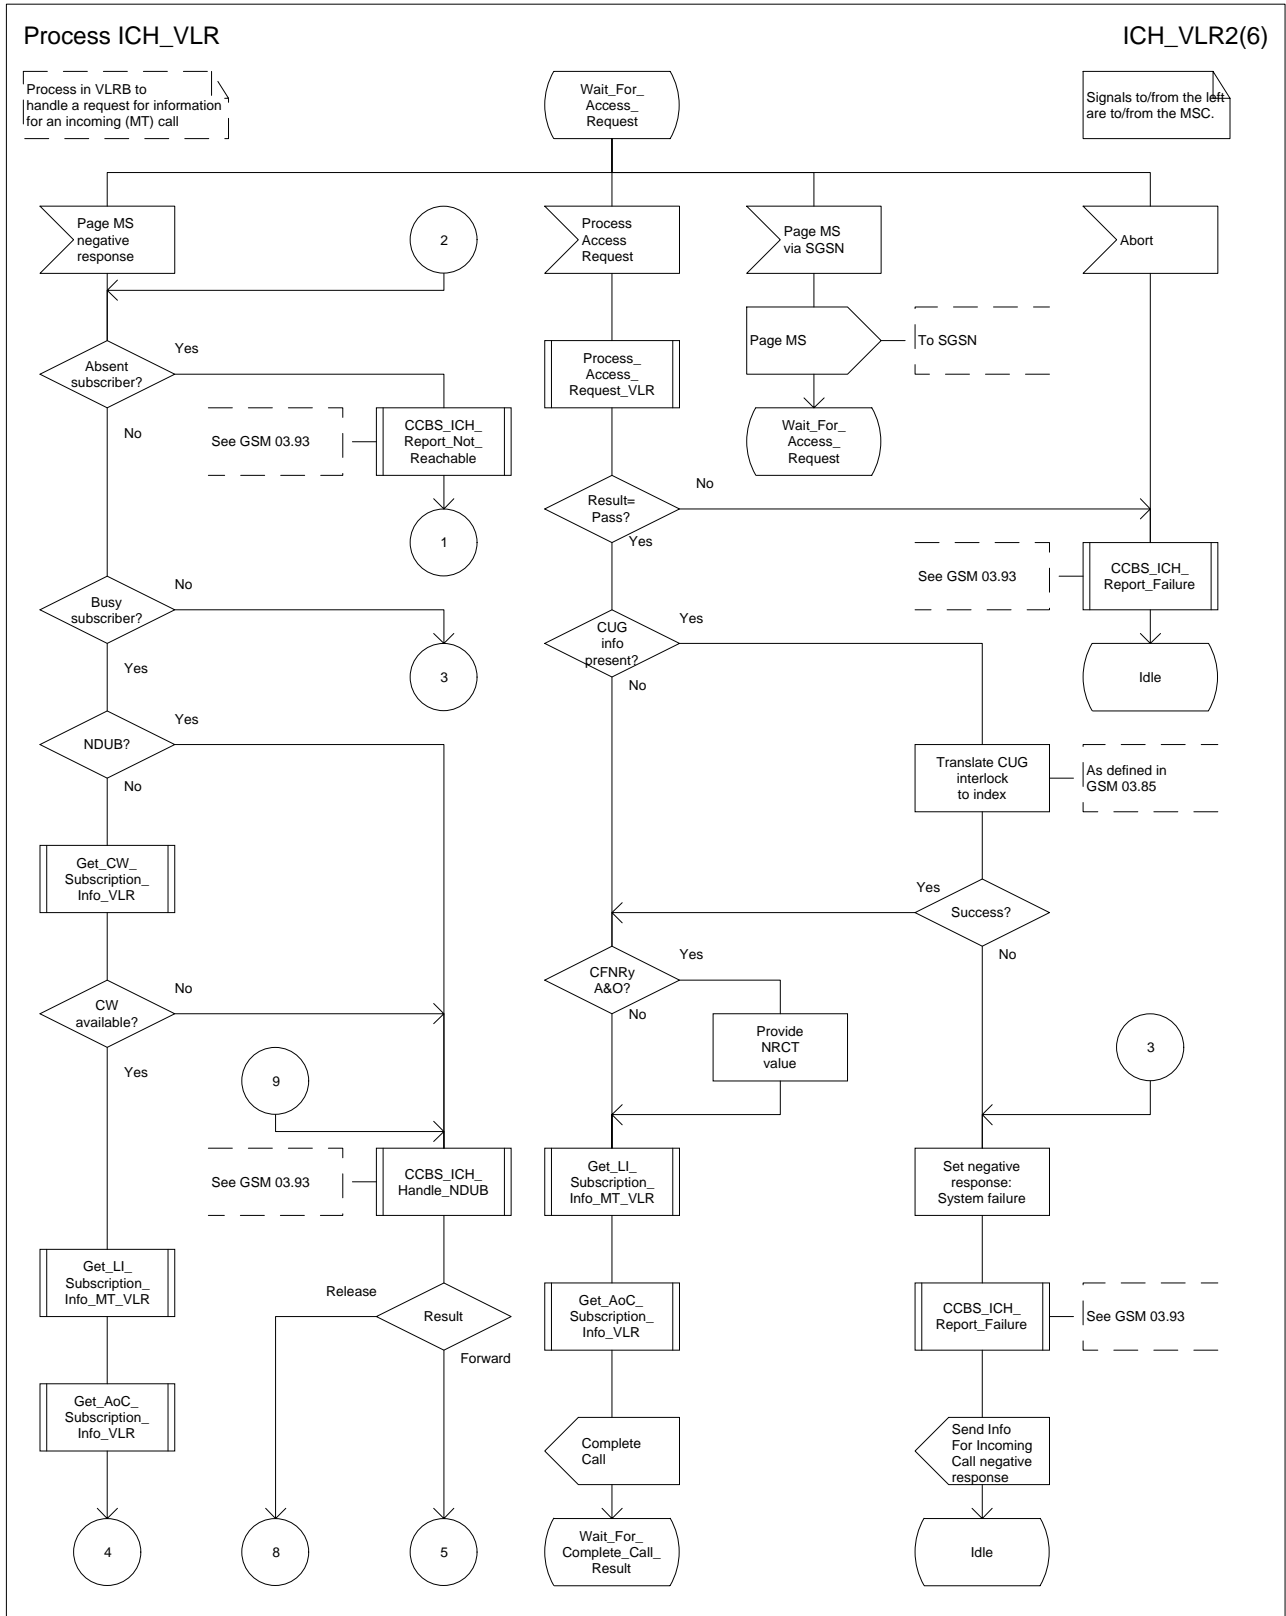 Process ICH_VLR
ICH_VLR2(6)
Process in VLRB to
handle a request for information
for an incoming (MT) call
Wait_For_
Access_
Request
Signals to/from the left
are to/from the MSC.
Page MS
negative
response
2
Process
Access
Request
Page MS
via SGSN
Abort
Page MS
To SGSN
Yes
Absent
subscriber?
No
Process_
Access_
Request_VLR
See GSM 03.93
CCBS_ICH_
Report_Not_
Reachable
Wait_For_
Access_
Request
1
Result=
Pass?
No
Yes
See GSM 03.93
CCBS_ICH_
Report_Failure
No
Busy
subscriber?
Yes
3
CUG
info
present?
Yes
No
Idle
Yes
NDUB?
No
Translate CUG
interlock
to index
As defined in
GSM 03.85
Get_CW_
Subscription_
Info_VLR
Yes
Success?
No
No
CW
available?
Yes
CFNRy
A&O?
Yes
No
Provide
NRCT
value
3
9
See GSM 03.93
CCBS_ICH_
Handle_NDUB
Get_LI_
Subscription_
Info_MT_VLR
Set negative
response:
System failure
Get_LI_
Subscription_
Info_MT_VLR
Release
Result
Forward
Get_AoC_
Subscription_
Info_VLR
CCBS_ICH_
Report_Failure
See GSM 03.93
Get_AoC_
Subscription_
Info_VLR
Complete
Call
Send Info
For Incoming
Call negative
response
4
8
5
Wait_For_
Complete_Call_
Result
Idle